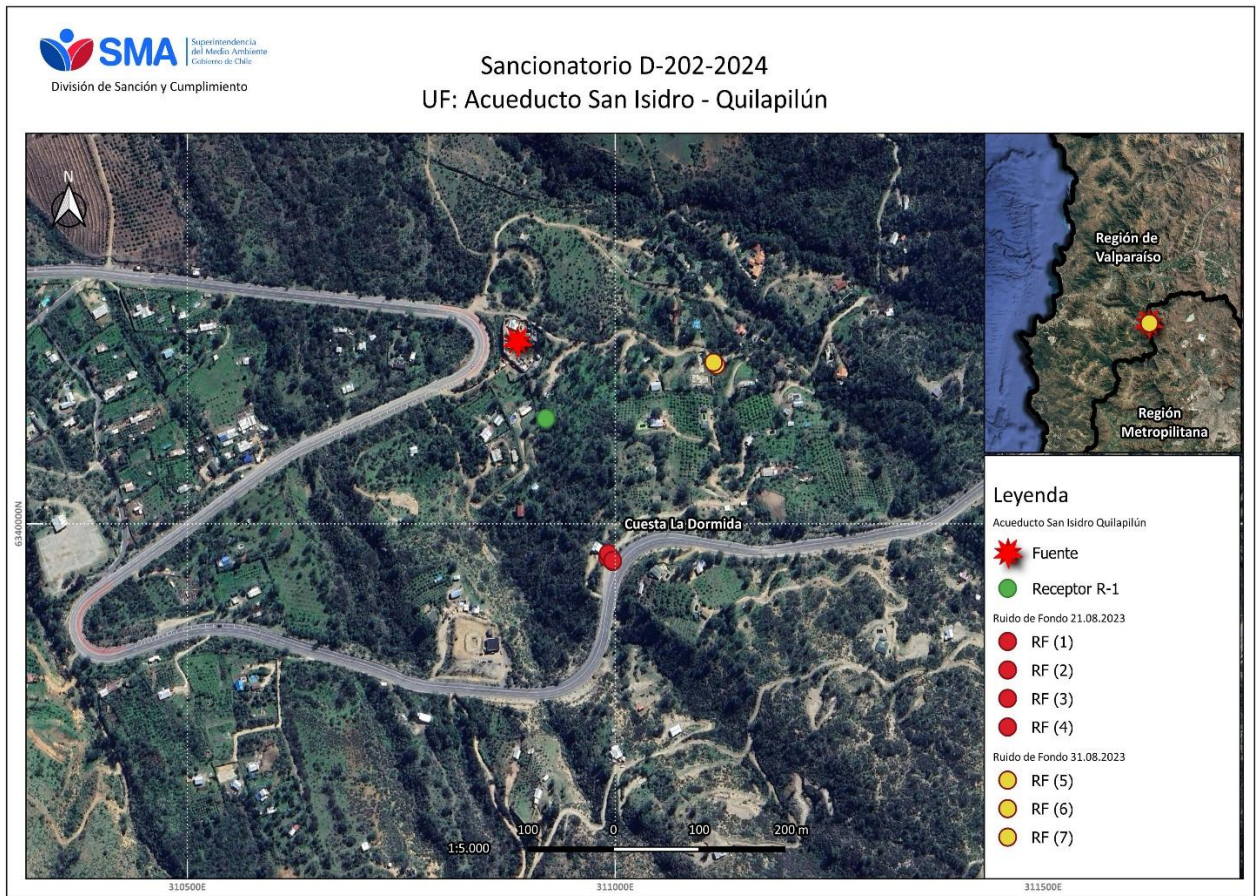 SMA
Superintendencia
del Medio Ambiente
Gobierno de Chile
División de Sanción y Cumplimiento
Sancionatorio D-202-2024
UF: Acueducto San Isidro - Quilapilún
N
Cuesta La Dormida
6340000N
100 0 100 200 m
1:5.000
310500E 311000E 311500E
Región de
Valparaíso
Región
Metropilitana
Leyenda
Acueducto San Isidro Quilapilún
Fuente
Receptor R-1
Ruido de Fondo 21.08.2023
RF (1)
RF (2)
RF (3)
RF (4)
Ruido de Fondo 31.08.2023
RF (5)
RF (6)
RF (7)